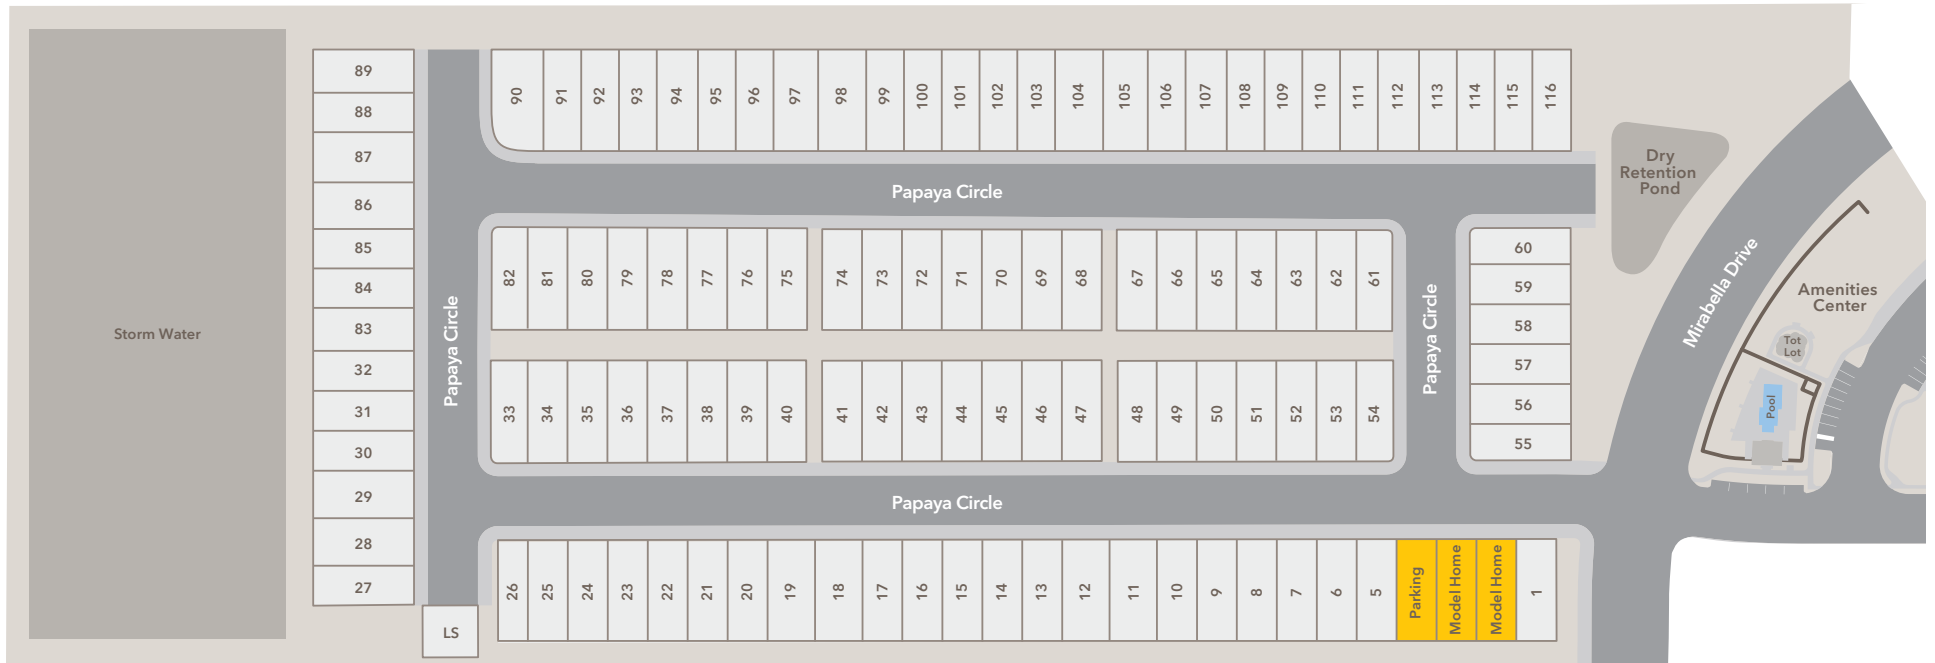 89
88
87
86
85
84
83
32
31
30
29
28
27
Storm Water
90 91 92 93 94 95 96 97 98 99 100 101 102 103 104 105 106 107 108 109 110 111 112 113 114 115 116
Papaya Circle
82 81 80 79 78 77 76 75 74 73 72 71 70 69 68 67 66 65 64 63 62 61
Papaya Circle
33 34 35 36 37 38 39 40 41 42 43 44 45 46 47 48 49 50 51 52 53 54
Papaya Circle
60
59
58
57
56
55
Papaya Circle
26 25 24 23 22 21 20 19 18 17 16 15 14 13 12 11 10 9 8 7 6 5 Parking Model Home Model Home 1
LS
Dry
Retention
Pond
Mirabella Drive
Amenities
Center
Tot
Lot
Pool